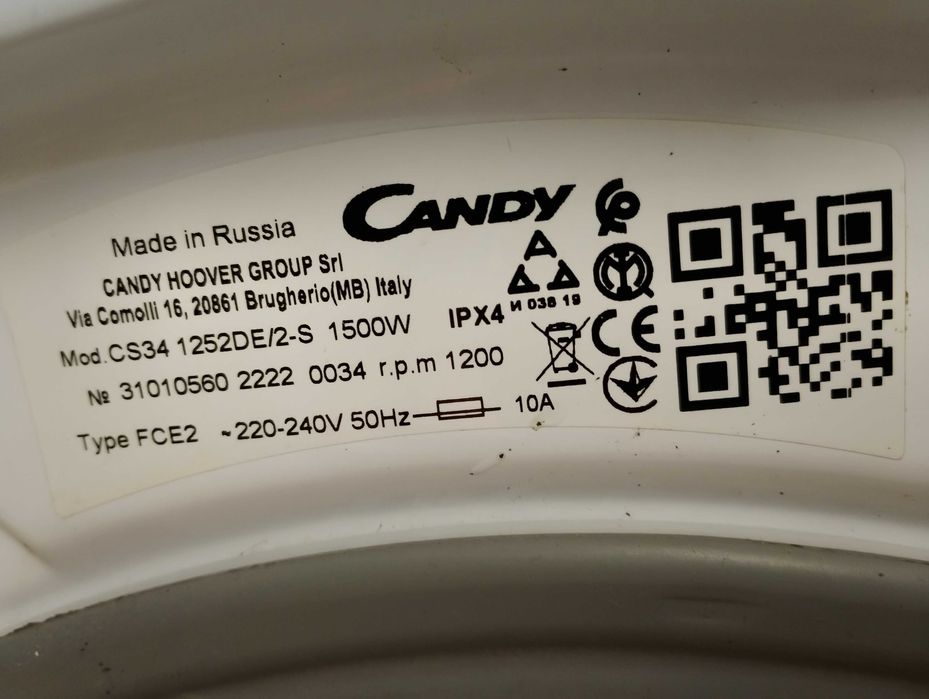 CANDY
Made in Russia
CANDY HOOVER GROUP Srl
Via Comolli 16, 20861 Brugherio(MB) Italy
Mod.CS34 1252DE/2-S 1500W
IPX4
И 038 19
№ 31010560 2222 0034 r.p.m 1200
Type FCE2 ~220-240V 50Hz 10A
CE